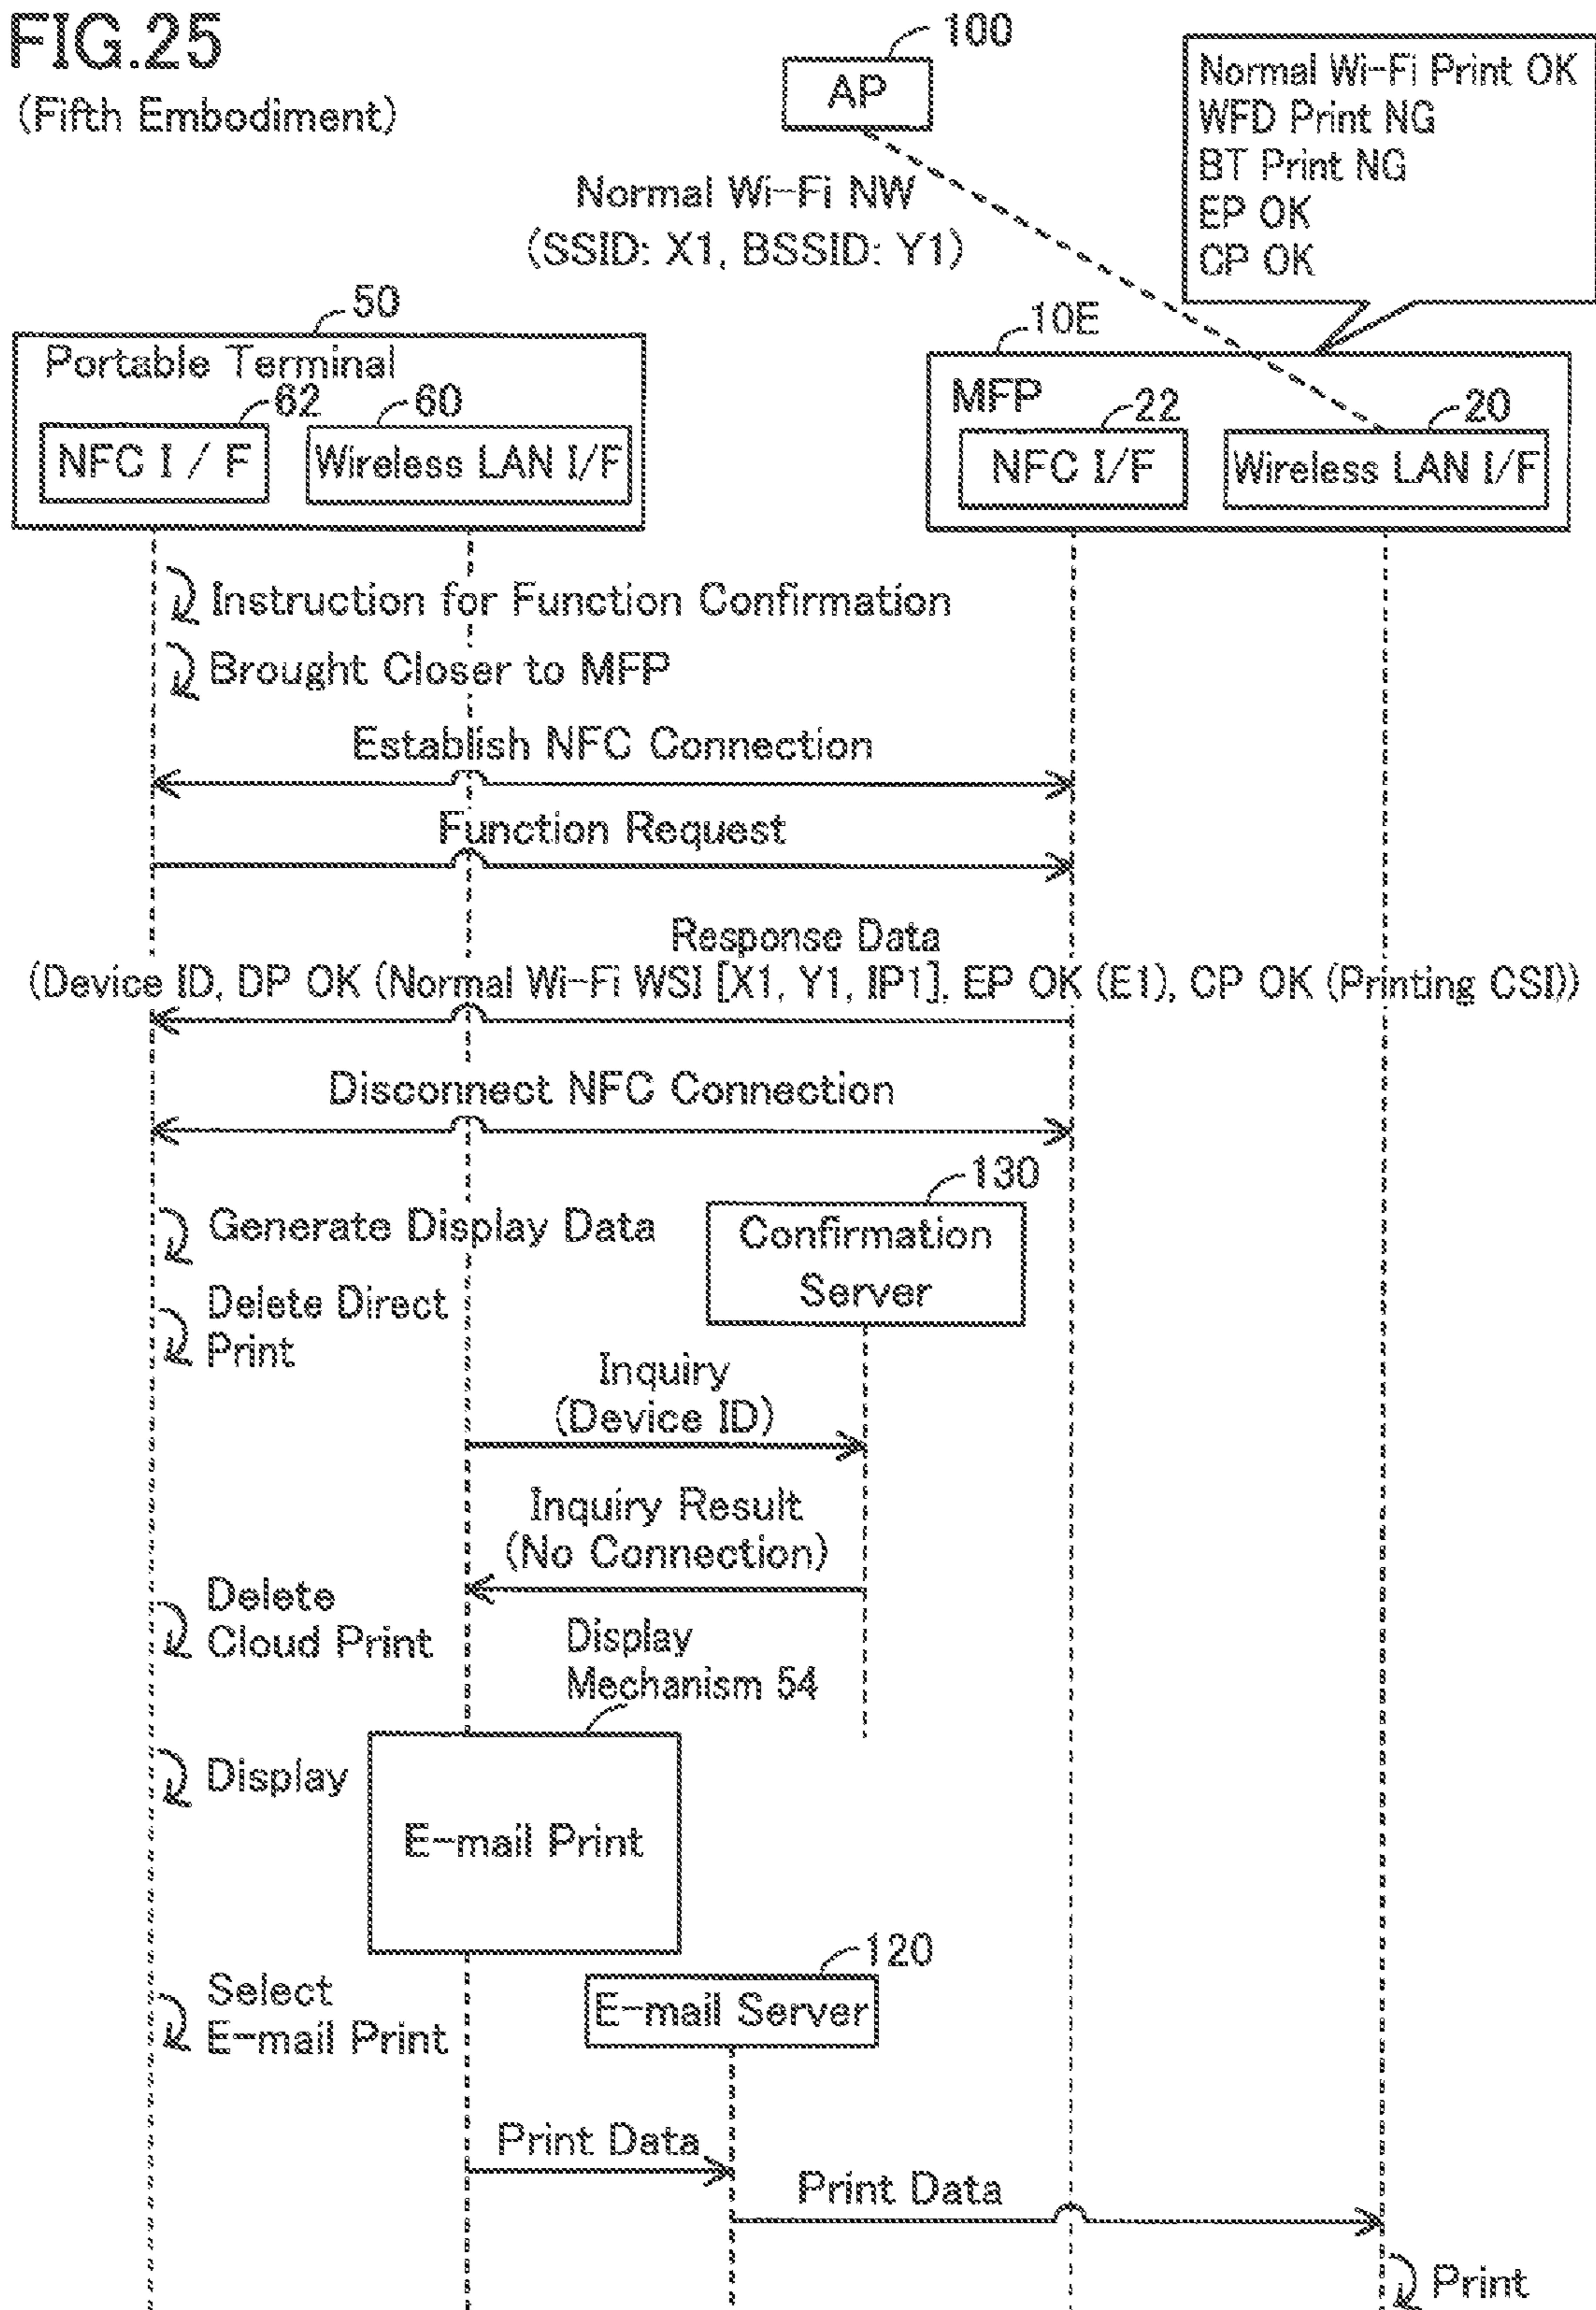 FIG.25
(Fifth Embodiment)
100
AP
Normal Wi-Fi Print OK
WFD Print NG
BT Print NG
EP OK
CP OK
Normal Wi-Fi NW
(SSID: X1, BSSID: Y1)
50
Portable Terminal
62
60
NFC I / F
Wireless LAN I/F
10E
MFP
22
20
NFC I/F
Wireless LAN I/F
Instruction for Function Confirmation
Brought Closer to MFP
Establish NFC Connection
Function Request
Response Data
(Device ID, DP OK (Normal Wi-Fi WSI [X1, Y1, IP1], EP OK (E1), CP OK (Printing CSI))
Disconnect NFC Connection
130
Generate Display Data
Confirmation
Server
Delete Direct
Print
Inquiry
(Device ID)
Inquiry Result
(No Connection)
Delete
Cloud Print
Display
Mechanism 54
Display
E-mail Print
120
Select
E-mail Print
E-mail Server
Print Data
Print Data
Print